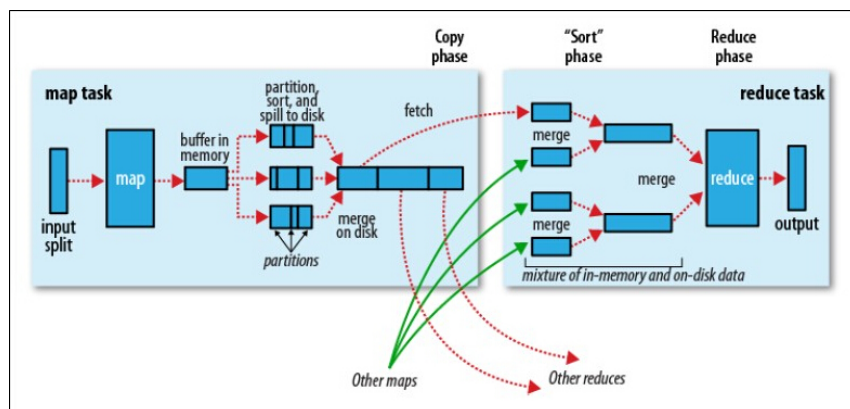 Copy
phase
“Sort”
phase
Reduce
phase
map task
partition,
sort, and
spill to disk
fetch
reduce task
buffer in
memory
merge
map
merge
reduce
input
split
merge
on disk
merge
output
partitions
mixture of in-memory and on-disk data
Other maps
Other reduces